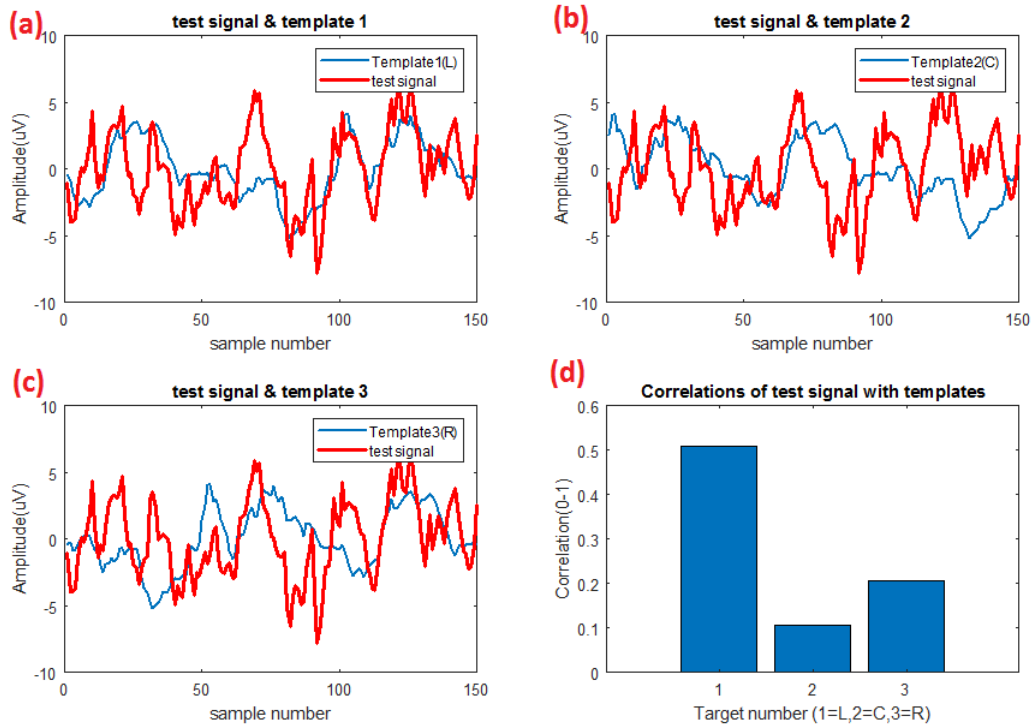 (a)
test signal & template 1
10
5
0
-5
-10
Amplitude(uV)
Template1(L)
test signal
0
50
100
150
sample number
(b)
test signal & template 2
10
5
0
-5
-10
Amplitude(uV)
Template2(C)
test signal
0
50
100
150
sample number
(c)
test signal & template 3
10
5
0
-5
-10
Amplitude(uV)
Template3(R)
test signal
0
50
100
150
sample number
(d)
Correlations of test signal with templates
0.6
0.5
0.4
0.3
0.2
0.1
0
Correlation(0-1)
1
2
3
Target number (1=L,2=C,3=R)